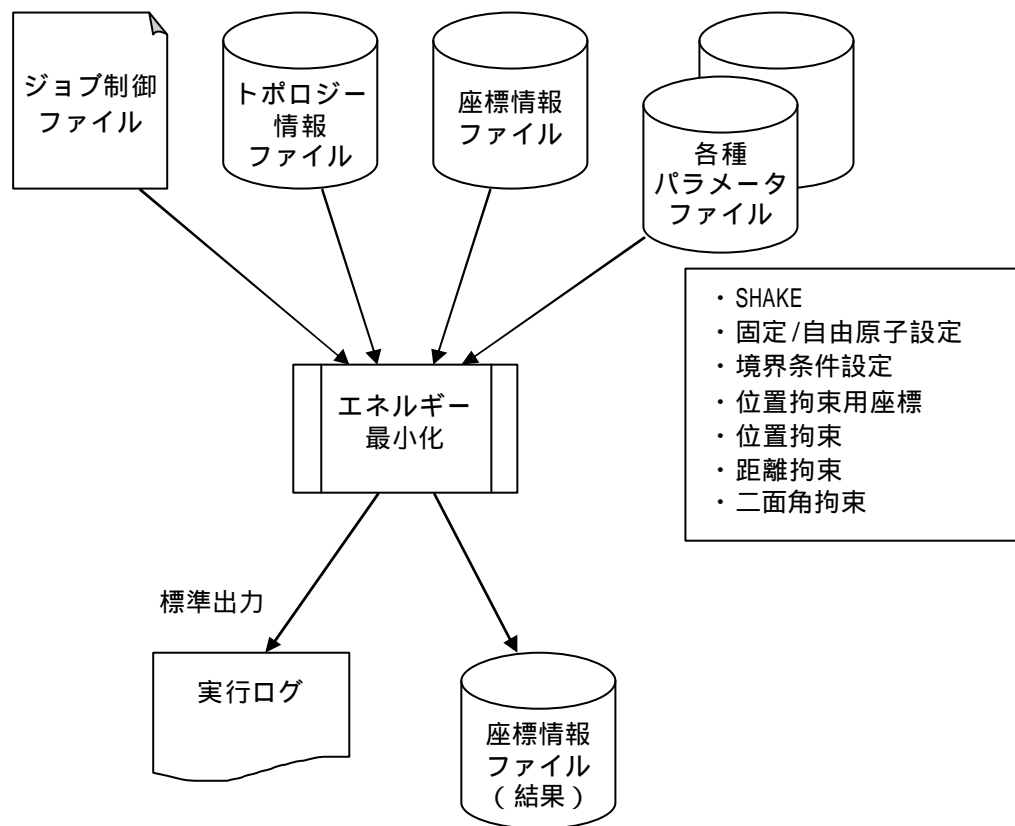 ジョブ制御
ファイル
トポロジー
情報
ファイル
座標情報
ファイル
各種
パラメータ
ファイル
・SHAKE
・固定/自由原子設定
・境界条件設定
・位置拘束用座標
・位置拘束
・距離拘束
・二面角拘束
エネルギー
最小化
標準出力
実行ログ
座標情報
ファイル
(結果)